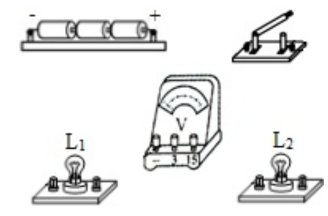 - +
V
- 3 15
L₁ L₂